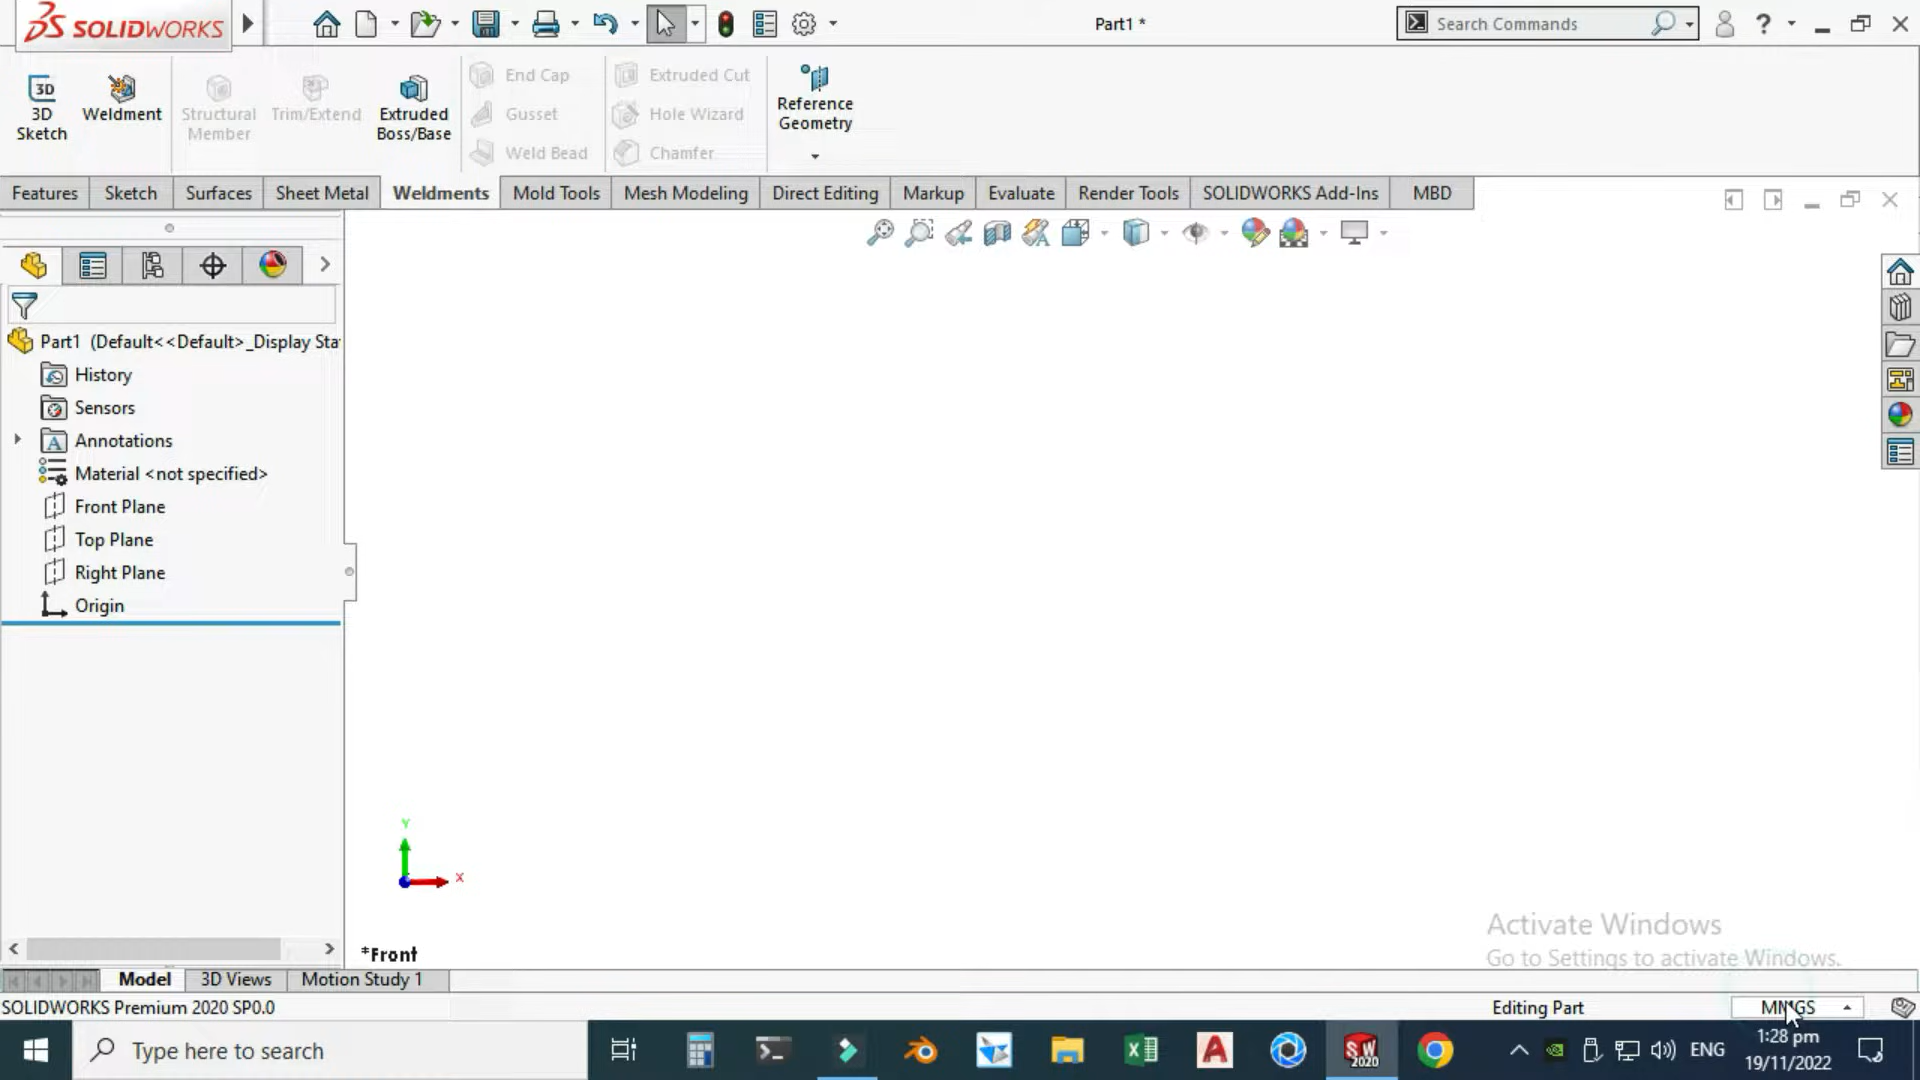 SOLIDWORKS
Part1 *
Search Commands
3D
Sketch
Weldment
Structural
Member
Trim/Extend
Extruded
Boss/Base
End Cap
Gusset
Weld Bead
Extruded Cut
Hole Wizard
Chamfer
Reference
Geometry
Features
Sketch
Surfaces
Sheet Metal
Weldments
Mold Tools
Mesh Modeling
Direct Editing
Markup
Evaluate
Render Tools
SOLIDWORKS Add-Ins
MBD
Part1 (Default<<Default>_Display Sta
History
Sensors
Annotations
Material <not specified>
Front Plane
Top Plane
Right Plane
Origin
Y
X
*Front
Activate Windows
Go to Settings to activate Windows.
Model
3D Views
Motion Study 1
SOLIDWORKS Premium 2020 SP0.0
Editing Part
MMGS
Type here to search
SW
2020
ENG
1:28 pm
19/11/2022